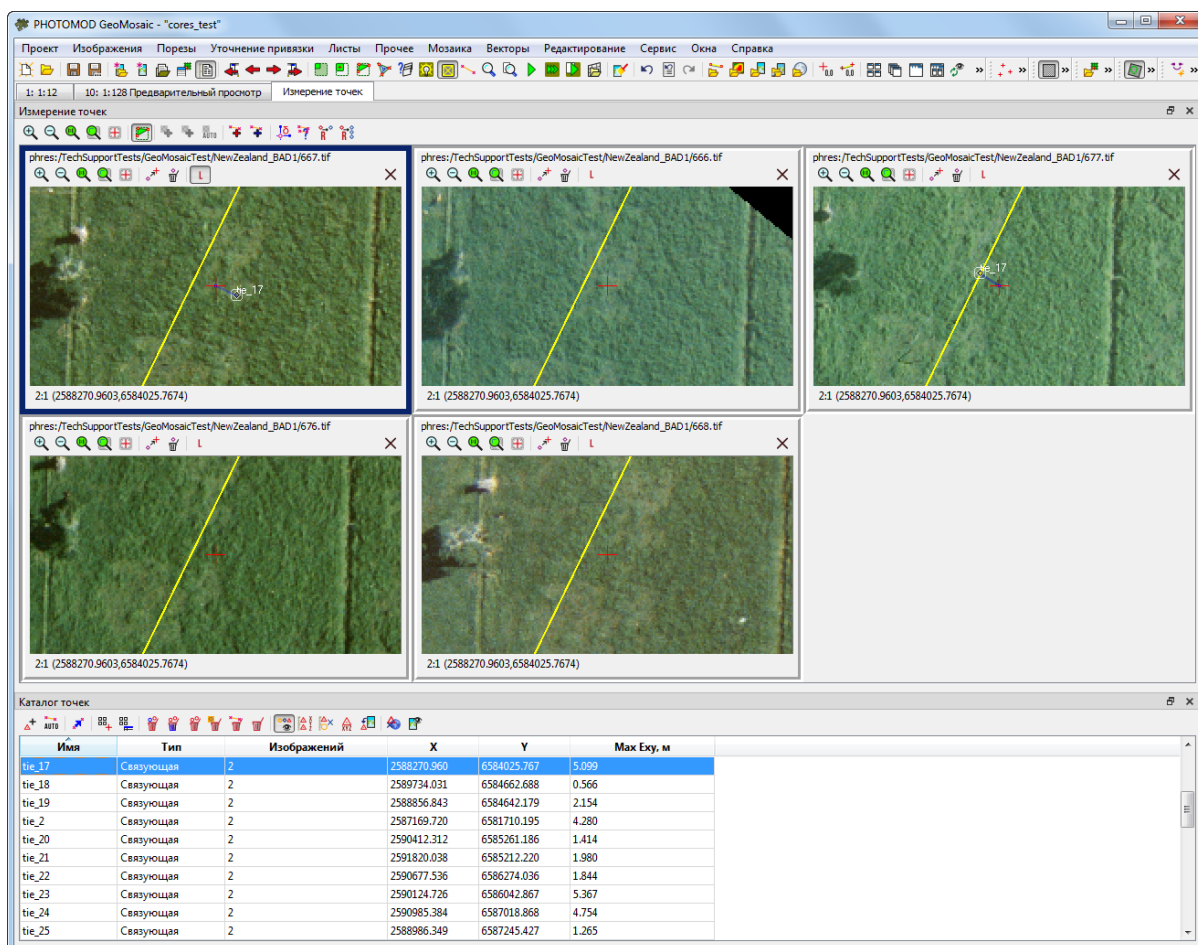 PHOTOMOD GeoMosaic - "cores_test"
Проект Изображения Порезы Уточнение привязки Листы Прочее Мозаика Векторы Редактирование Сервис Окна Справка
1: 1:12 10: 1:128 Предварительный просмотр Измерение точек
Измерение точек
AUTO
phres:/TechSupportTests/GeoMosaicTest/NewZealand_BAD1/667.tif phres:/TechSupportTests/GeoMosaicTest/NewZealand_BAD1/666.tif phres:/TechSupportTests/GeoMosaicTest/NewZealand_BAD1/677.tif
L L L
tie_17 tie_17
2:1 (2588270.9603,6584025.7674) 2:1 (2588270.9603,6584025.7674) 2:1 (2588270.9603,6584025.7674)
phres:/TechSupportTests/GeoMosaicTest/NewZealand_BAD1/676.tif phres:/TechSupportTests/GeoMosaicTest/NewZealand_BAD1/668.tif
L L
2:1 (2588270.9603,6584025.7674) 2:1 (2588270.9603,6584025.7674)
Каталог точек
AUTO
Имя Тип Изображений X Y Max Exy, м
tie_17 Связующая 2 2588270.960 6584025.767 5.099
tie_18 Связующая 2 2589734.031 6584662.688 0.566
tie_19 Связующая 2 2588856.843 6584642.179 2.154
tie_2 Связующая 2 2587169.720 6581710.195 4.280
tie_20 Связующая 2 2590412.312 6585261.186 1.414
tie_21 Связующая 2 2591820.038 6585212.220 1.980
tie_22 Связующая 2 2590677.536 6586274.036 1.844
tie_23 Связующая 2 2590124.726 6586042.867 5.367
tie_24 Связующая 2 2590985.384 6587018.868 4.754
tie_25 Связующая 2 2588986.349 6587245.427 1.265